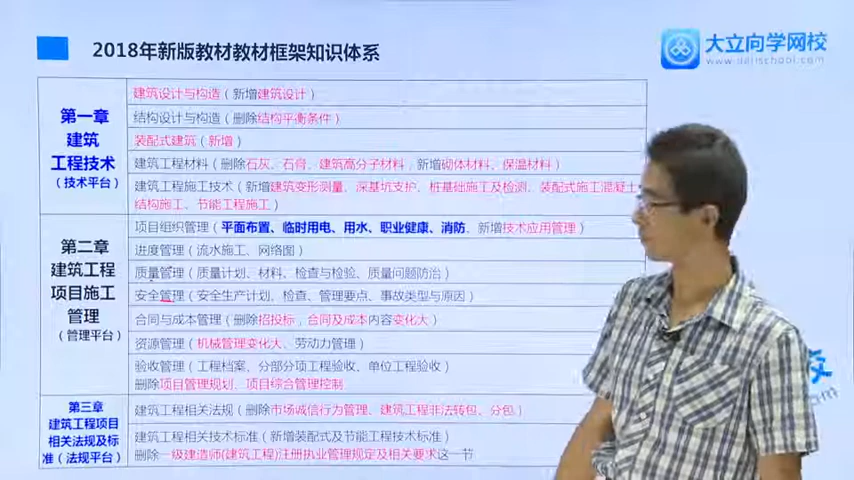 2018年新版教材教材框架知识体系
大立向学网校
www.dalischool.com
第一章
建筑
工程技术
（技术平台）
建筑设计与构造（新增建筑设计）
结构设计与构造（删除结构平衡条件）
装配式建筑（新增）
建筑工程材料（删除石灰、石膏，建筑高分子材料，新增砌体材料、保温材料）
建筑工程施工技术（新增建筑变形测量、深基坑支护、桩基础施工及检测、装配式施工混凝土
结构施工、节能工程施工）
第二章
建筑工程
项目施工
管理
（管理平台）
项目组织管理（平面布置、临时用电、用水、职业健康、消防、新增技术应用管理）
进度管理（流水施工、网络图）
质量管理（质量计划、材料、检查与检验、质量问题防治）
安全管理（安全生产计划、检查、管理要点、事故类型与原因）
合同与成本管理（删除招投标，合同及成本内容变化大）
资源管理（机械管理变化大、劳动力管理）
验收管理（工程档案、分部分项工程验收、单位工程验收）
删除项目管理规划、项目综合管理控制
第三章
建筑工程项目
相关法规及标
准（法规平台）
建筑工程相关法规（删除市场诚信行为管理、建筑工程非法转包、分包）
建筑工程相关技术标准（新增装配式及节能工程技术标准）
删除一级建造师(建筑工程)注册执业管理规定及相关要求这一节
校
om